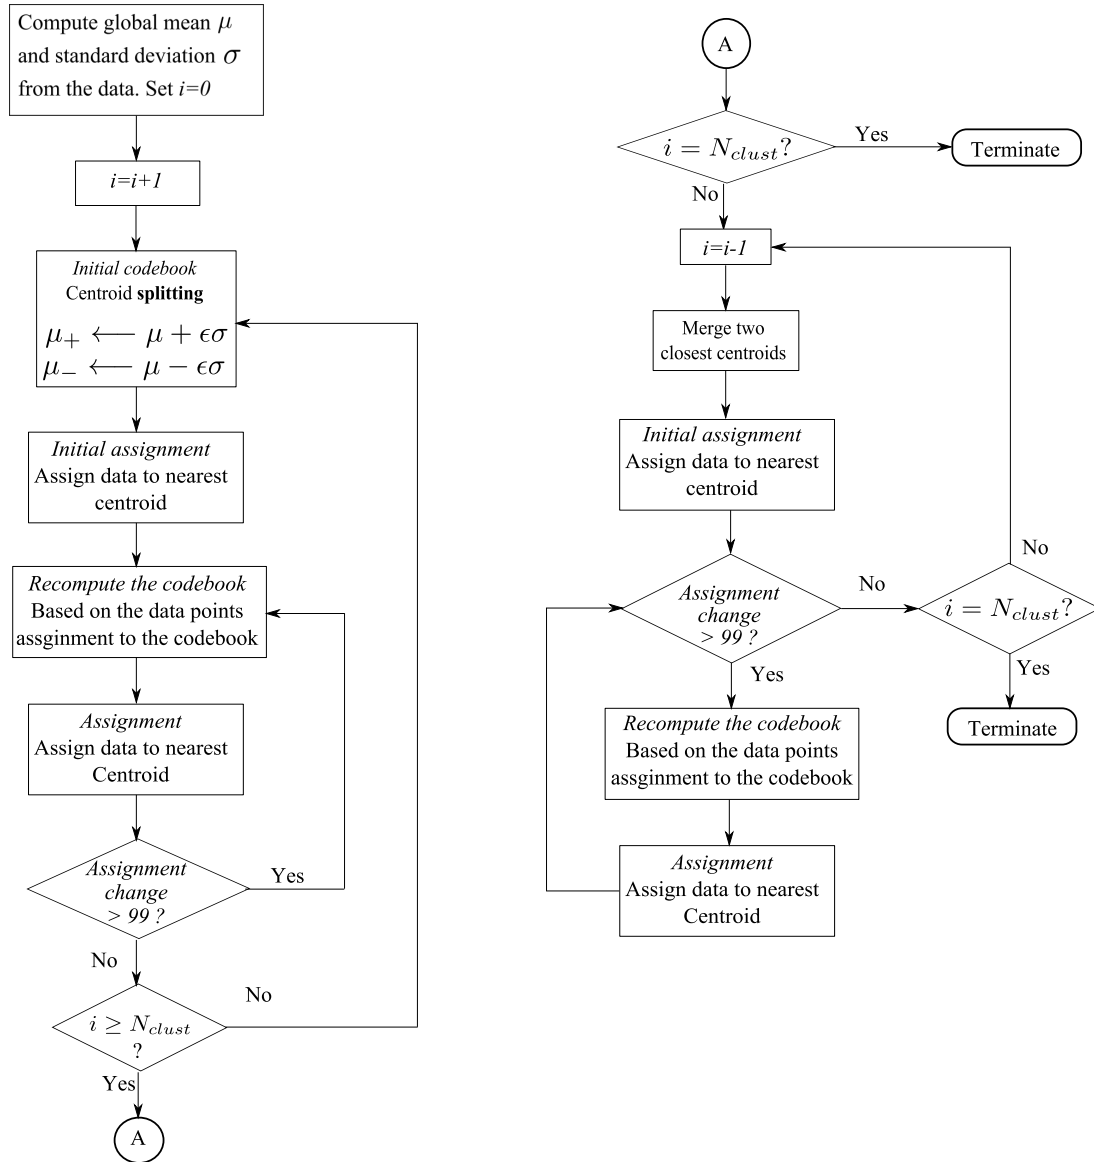 Compute global mean μ
and standard deviation σ
from the data. Set i=0
i=i+1
Initial codebook
Centroid splitting
μ₊ ⟵ μ + ϵσ
μ₋ ⟵ μ − ϵσ
Initial assignment
Assign data to nearest
centroid
Recompute the codebook
Based on the data points
assginment to the codebook
Assignment
Assign data to nearest
Centroid
Assignment
change
> 99 ?
Yes
No
No
i ≥ N_clust
?
Yes
A
A
i = N_clust?
Yes
Terminate
No
i=i-1
Merge two
closest centroids
Initial assignment
Assign data to nearest
centroid
Assignment
change
> 99 ?
No
No
i = N_clust?
Yes
Yes
Terminate
Recompute the codebook
Based on the data points
assginment to the codebook
Assignment
Assign data to nearest
Centroid